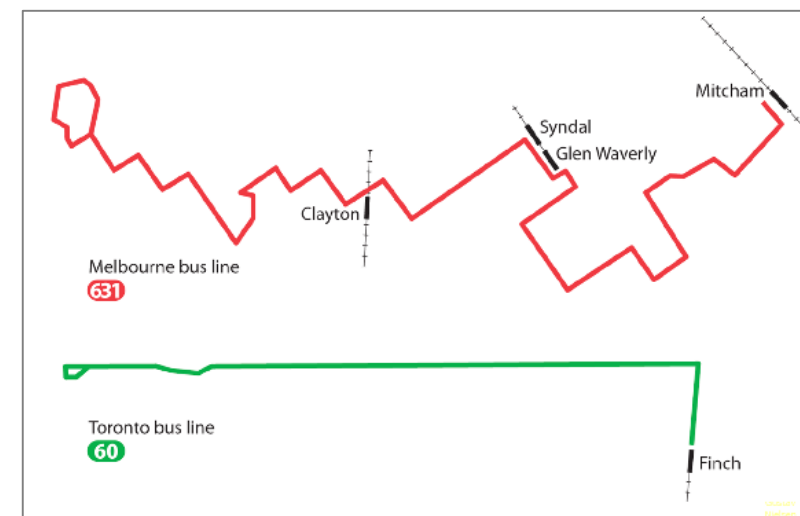 Mitcham
Syndal
Glen Waverly
Clayton
Melbourne bus line
631
Toronto bus line
60
Finch